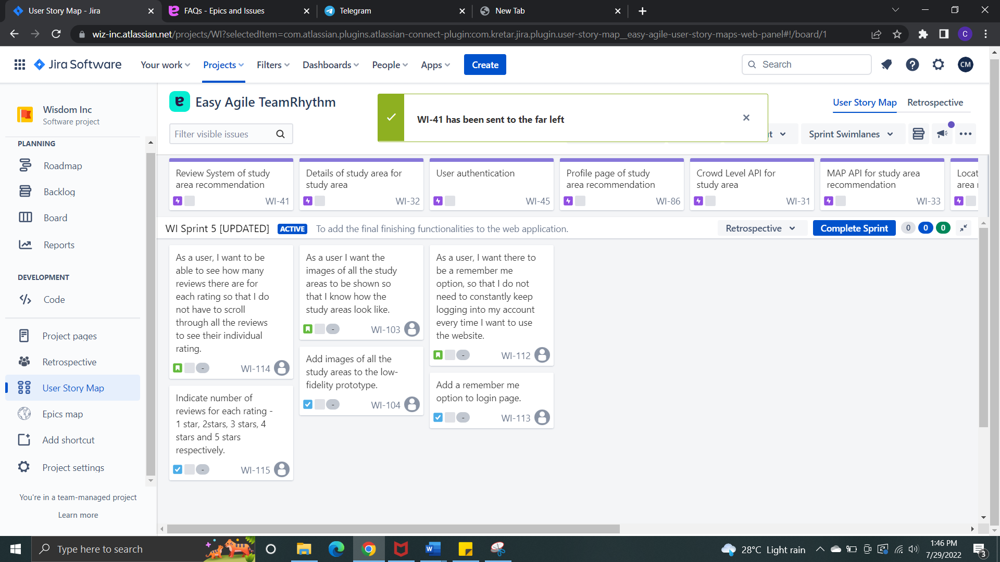 User Story Map - Jira
FAQs - Epics and Issues
Telegram
New Tab
wiz-inc.atlassian.net/projects/WI?selectedItem=com.atlassian.plugins.atlassian-connect-plugin:com.kretar.jira.plugin.user-story-map__easy-agile-user-story-maps-web-panel#!/board/1
C
Jira Software
Your work
Projects
Filters
Dashboards
People
Apps
Create
Search
CM
Wisdom Inc
Software project
PLANNING
Roadmap
Backlog
Board
Reports
DEVELOPMENT
Code
Project pages
Retrospective
User Story Map
Epics map
Add shortcut
Project settings
You're in a team-managed project
Learn more
e
Easy Agile TeamRhythm
WI-41 has been sent to the far left
User Story Map
Retrospective
Filter visible issues
t
Sprint Swimlanes
Review System of study
area recommendation
WI-41
Details of study area for
study area
WI-32
User authentication
WI-45
Profile page of study
area recommendation
WI-86
Crowd Level API for
study area
WI-31
MAP API for study area
recommendation
WI-33
Locat
area r
WI Sprint 5 [UPDATED]
ACTIVE
To add the final finishing functionalities to the web application.
Retrospective
Complete Sprint
0
0
0
As a user, I want to be
able to see how many
reviews there are for
each rating so that I do
not have to scroll
through all the reviews
to see their individual
rating.
-
WI-114
Indicate number of
reviews for each rating -
1 star, 2stars, 3 stars, 4
stars and 5 stars
respectively.
-
WI-115
As a user I want the
images of all the study
areas to be shown so
that I know how the
study areas look like.
-
WI-103
Add images of all the
study areas to the low-
fidelity prototype.
-
WI-104
As a user, I want there to
be a remember me
option, so that I do not
need to constantly keep
logging into my account
every time I want to use
the website.
-
WI-112
Add a remember me
option to login page.
-
WI-113
Type here to search
W
28°C Light rain
1:46 PM
7/29/2022
3